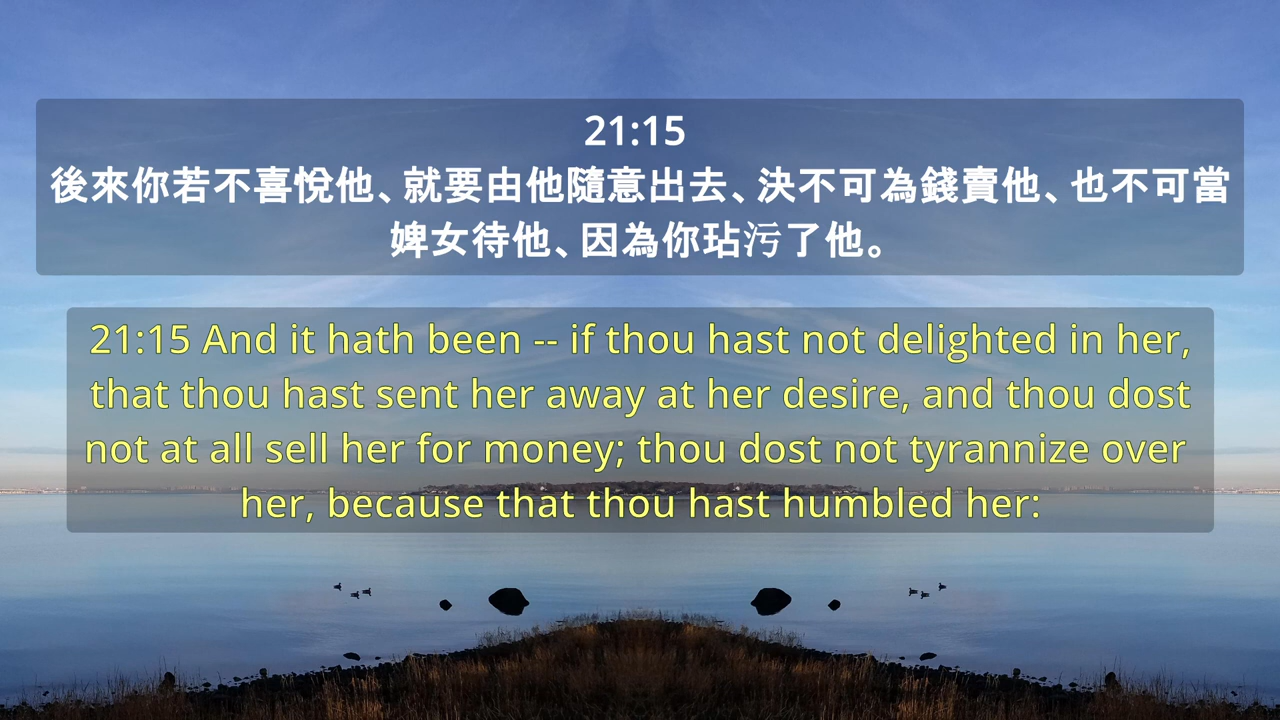 21:15
後來你若不喜悅他、就要由他隨意出去、決不可為錢賣他、也不可當
婢女待他、因為你玷污了他。
21:15 And it hath been -- if thou hast not delighted in her,
that thou hast sent her away at her desire, and thou dost
not at all sell her for money; thou dost not tyrannize over
her, because that thou hast humbled her: